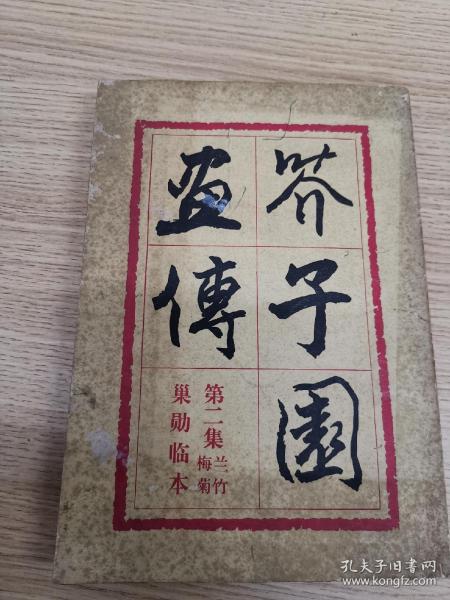 芥子園
画傳
第二集 兰竹
梅菊
巢勋临本
孔夫子旧书网
www.kongfz.com